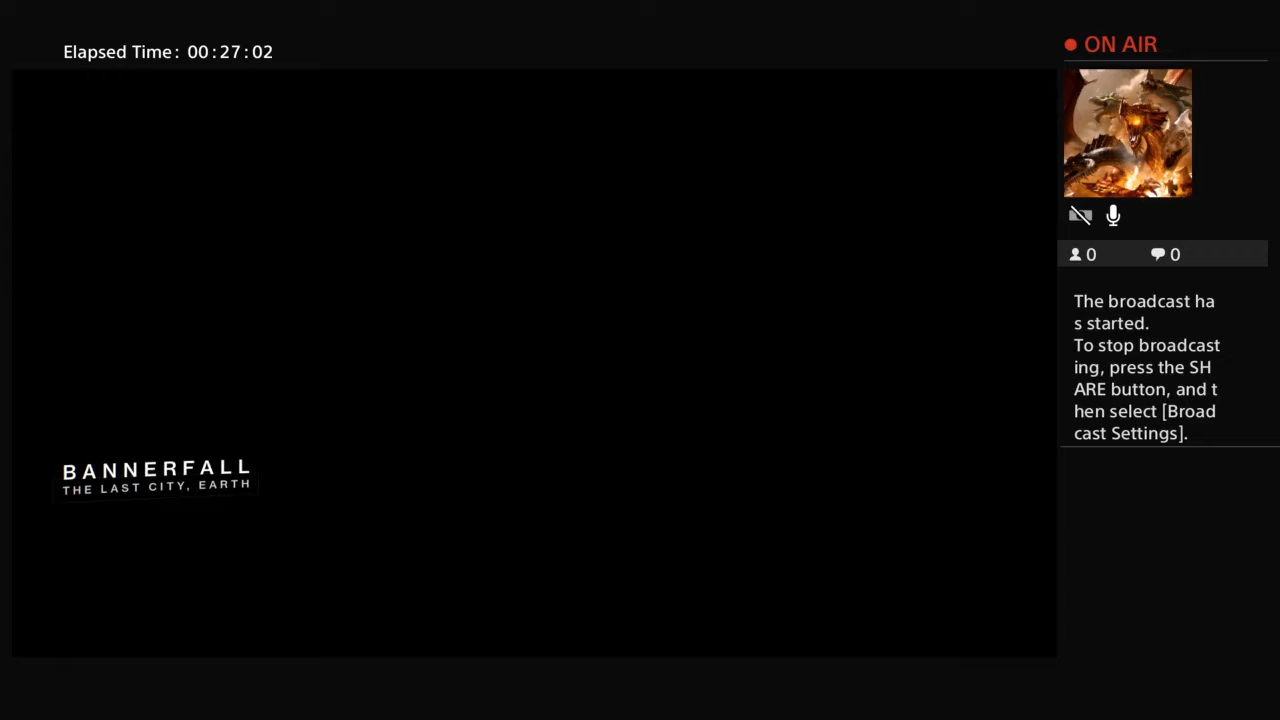 Elapsed Time: 00:27:02
ON AIR
0 0
The broadcast ha
s started.
To stop broadcast
ing, press the SH
ARE button, and t
hen select [Broad
cast Settings].
BANNERFALL
THE LAST CITY, EARTH